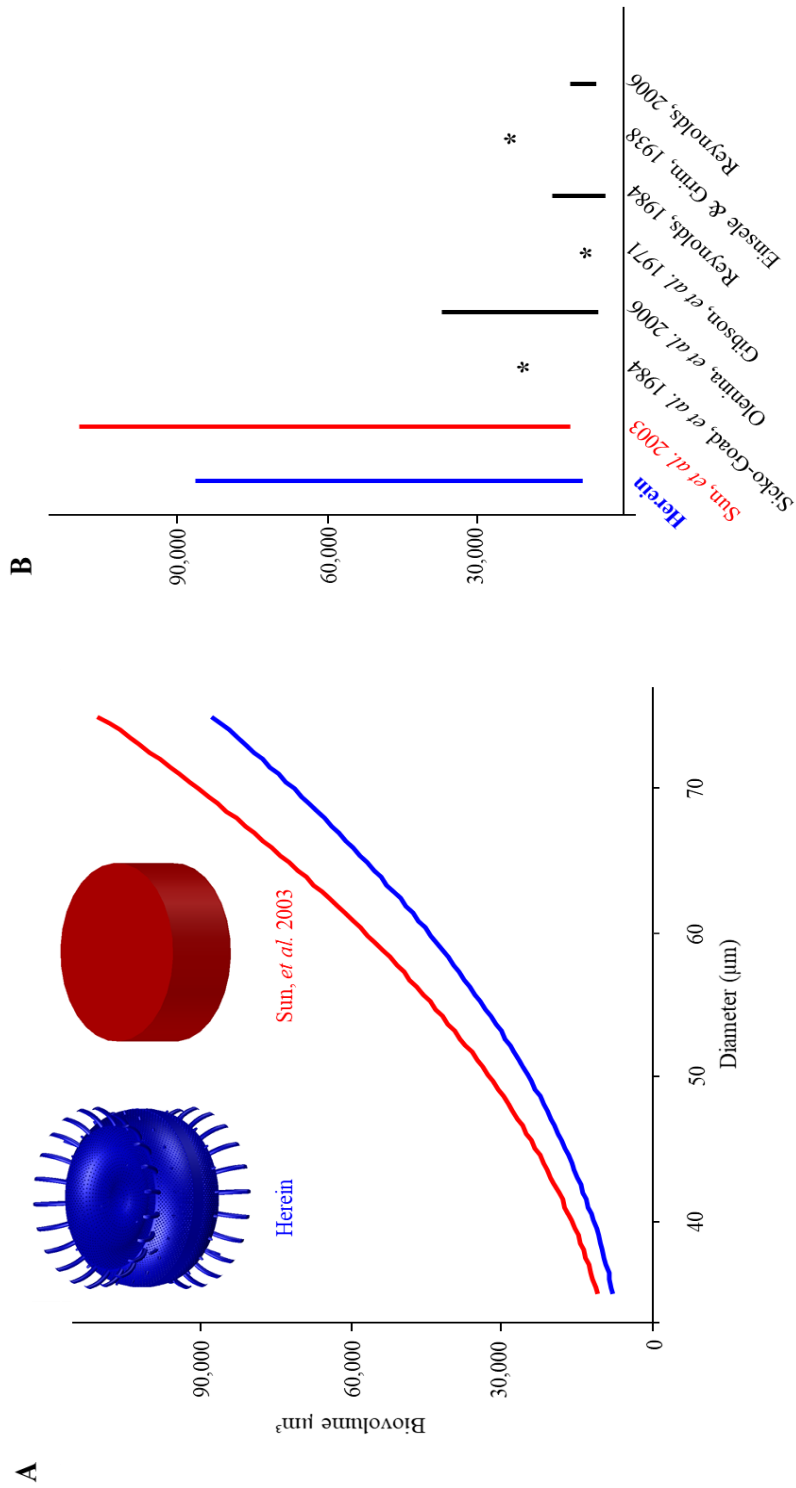 A
Biovolume µm³
90,000
60,000
30,000
0
40
50
60
70
Diameter (µm)
Herein
Sun, et al. 2003
B
90,000
60,000
30,000
Herein
Sun, et al. 2003
Sicko-Goad, et al. 1984
Olenina, et al. 2006
Gibson, et al. 1971
Reynolds, 1984
Einsele & Grim, 1938
Reynolds, 2006
*
*
*